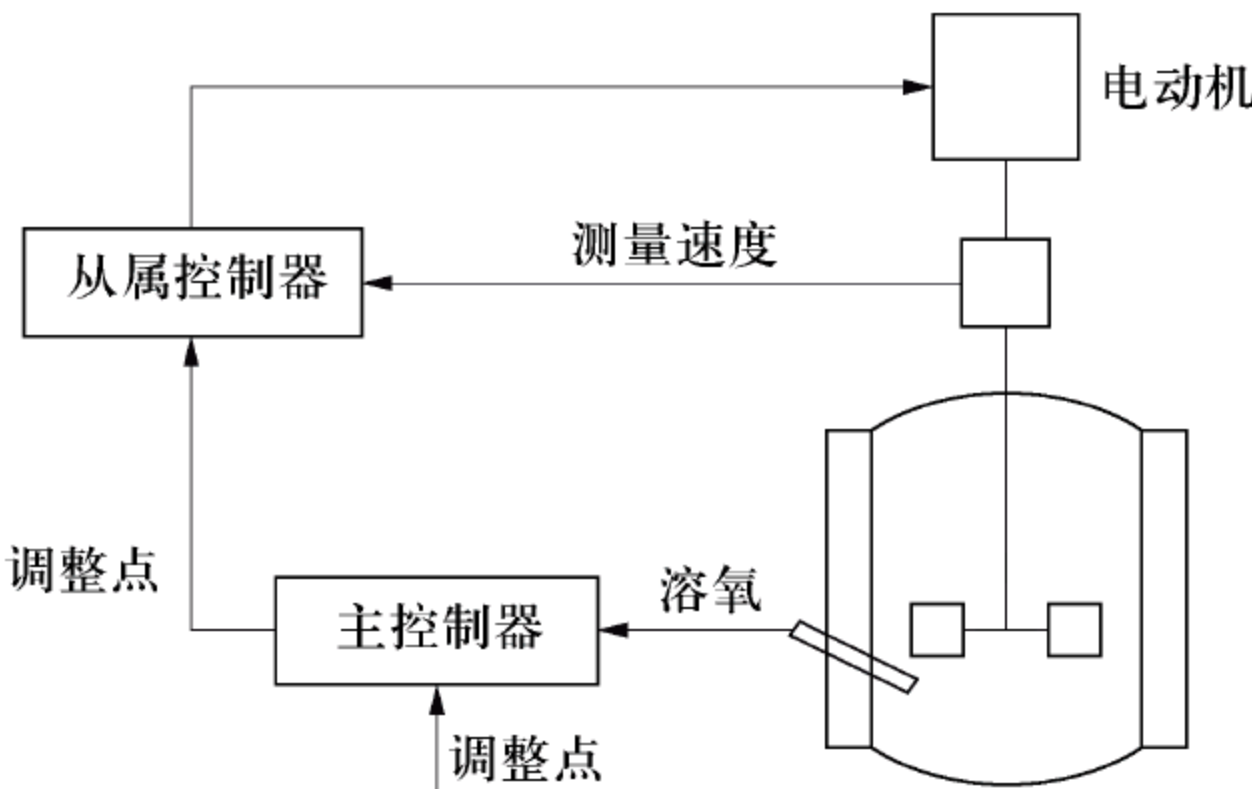 电动机
测量速度
从属控制器
调整点
溶氧
主控制器
调整点